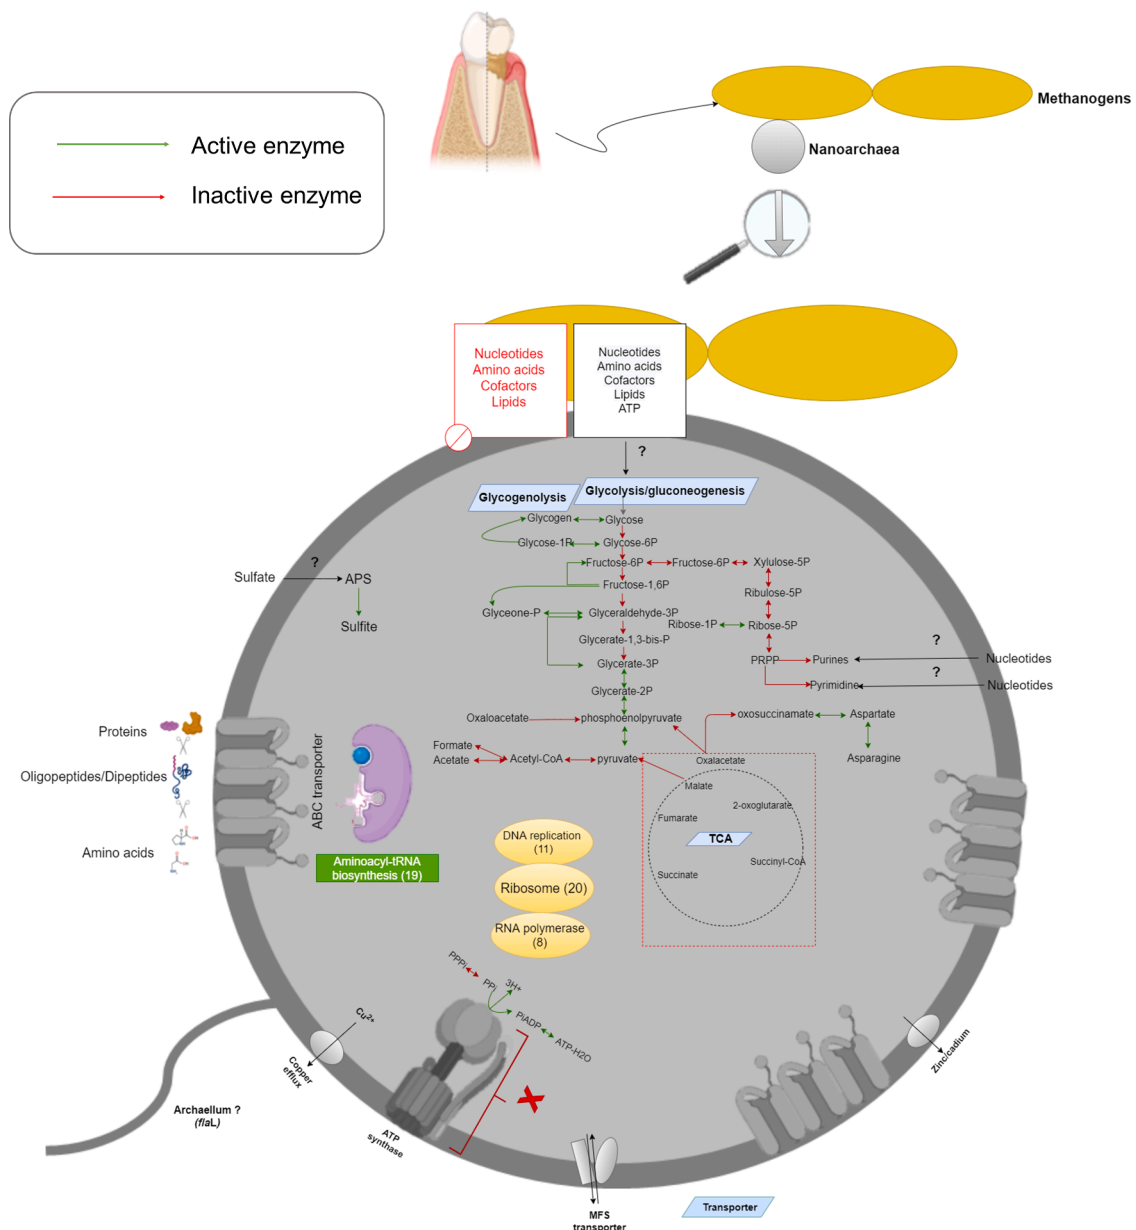 Active enzyme
Inactive enzyme
Methanogens
Nanoarchaea
Nucleotides
Amino acids
Cofactors
Lipids
Nucleotides
Amino acids
Cofactors
Lipids
ATP
?
Glycogenolysis
Glycolysis/gluconeogenesis
Glycogen
Glycose
Glycose-1P
Glycose-6P
Fructose-6P
Fructose-6P
Xylulose-5P
?
Sulfate
APS
Fructose-1,6P
Ribulose-5P
Glyceone-P
Glyceraldehyde-3P
Sulfite
Ribose-1P
Ribose-5P
Glycerate-1,3-bis-P
?
Glycerate-3P
PRPP
Purines
Nucleotides
?
Glycerate-2P
Pyrimidine
Nucleotides
Oxaloacetate
phosphoenolpyruvate
oxosuccinamate
Aspartate
Proteins
Formate
Acetate
Acetyl-CoA
pyruvate
Oxalacetate
Asparagine
Oligopeptides/Dipeptides
ABC transporter
Malate
2-oxoglutarate
Fumarate
TCA
DNA replication
(11)
Amino acids
Aminoacyl-tRNA
biosynthesis (19)
Succinyl-CoA
Succinate
Ribosome (20)
RNA polymerase
(8)
PPPi
PPi
3H+
PiADP
ATP-H2O
Cu2+
Copper
efflux
Zinc/cadium
Archaellum ?
(flaL)
ATP
synthase
MFS
transporter
Transporter